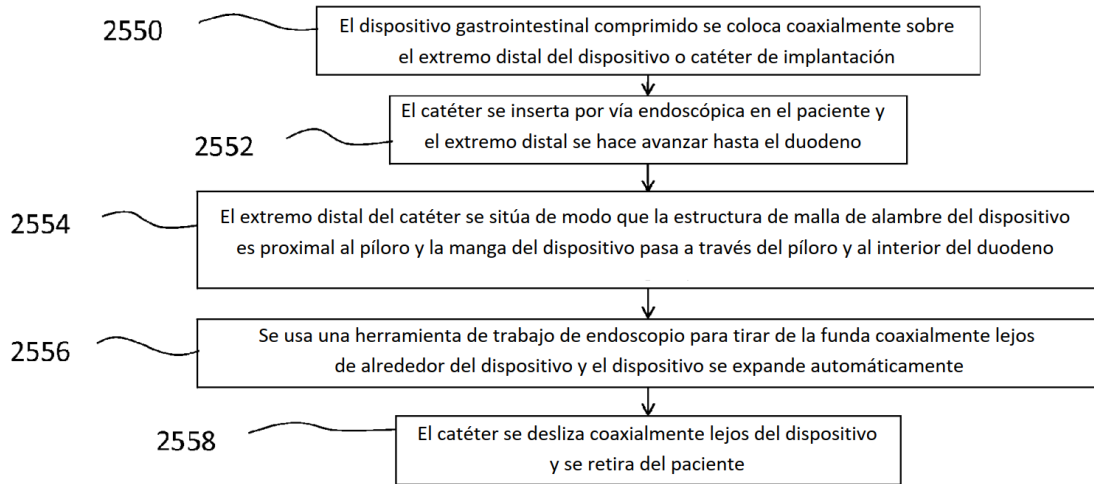 2550
El dispositivo gastrointestinal comprimido se coloca coaxialmente sobre
el extremo distal del dispositivo o catéter de implantación
2552
El catéter se inserta por vía endoscópica en el paciente y
el extremo distal se hace avanzar hasta el duodeno
2554
El extremo distal del catéter se sitúa de modo que la estructura de malla de alambre del dispositivo
es proximal al píloro y la manga del dispositivo pasa a través del píloro y al interior del duodeno
2556
Se usa una herramienta de trabajo de endoscopio para tirar de la funda coaxialmente lejos
de alrededor del dispositivo y el dispositivo se expande automáticamente
2558
El catéter se desliza coaxialmente lejos del dispositivo
y se retira del paciente